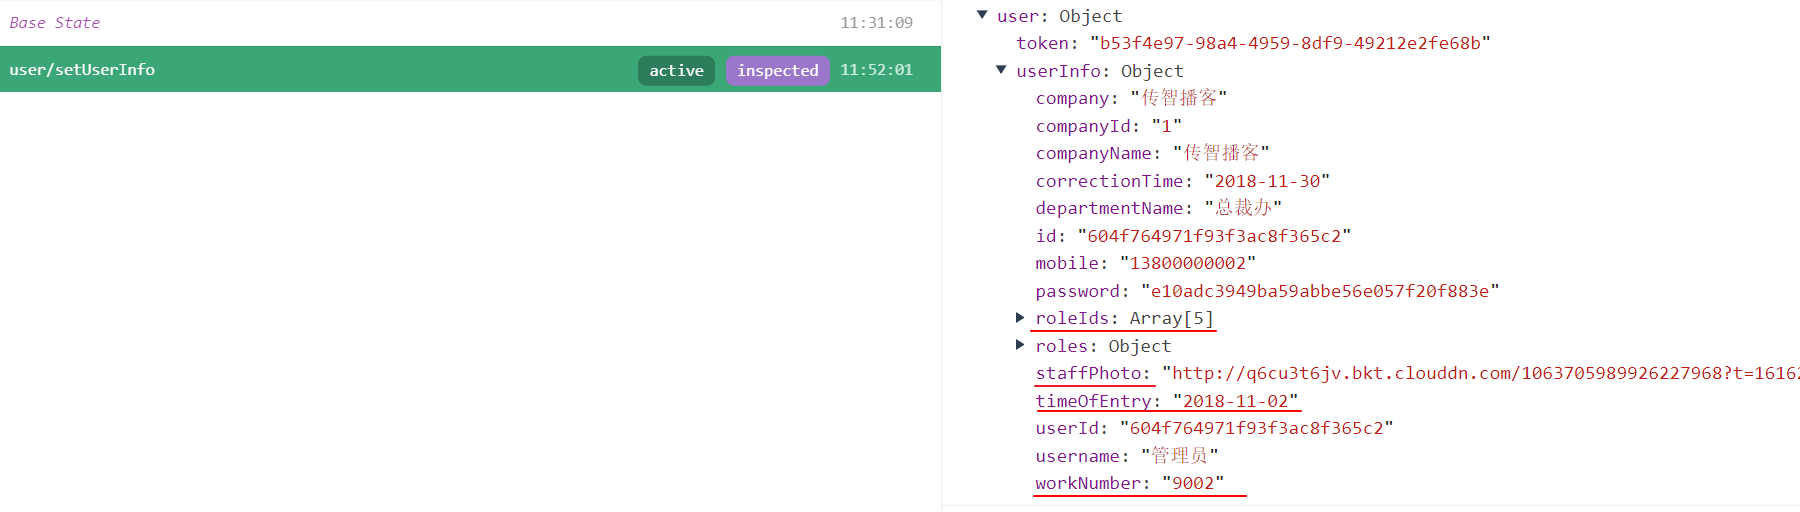 Base State 11:31:09
user/setUserInfo active inspected 11:52:01
user: Object
token: "b53f4e97-98a4-4959-8df9-49212e2fe68b"
userInfo: Object
company: "传智播客"
companyId: "1"
companyName: "传智播客"
correctionTime: "2018-11-30"
departmentName: "总裁办"
id: "604f764971f93f3ac8f365c2"
mobile: "13800000002"
password: "e10adc3949ba59abbe56e057f20f883e"
roleIds: Array[5]
roles: Object
staffPhoto: "http://q6cu3t6jv.bkt.clouddn.com/1063705989926227968?t=16162
timeOfEntry: "2018-11-02"
userId: "604f764971f93f3ac8f365c2"
username: "管理员"
workNumber: "9002"